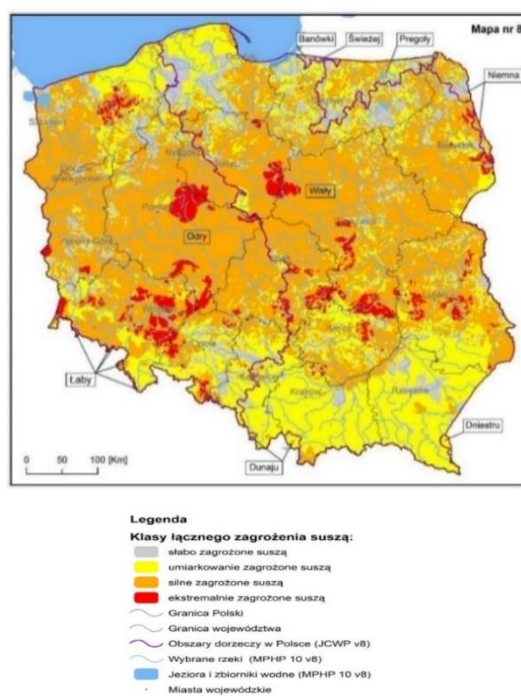 Mapa nr 8
Banówki
Świeżej
Pregoły
Niemna
Wisły
Odry
Łaby
Kraków
Rzeszów
Dniestru
Dunaju
0 50 100 [Km]
Legenda
Klasy łącznego zagrożenia suszą:
słabo zagrożone suszą
umiarkowanie zagrożone suszą
silne zagrożone suszą
ekstremalnie zagrożone suszą
Granica Polski
Granica województwa
Obszary dorzeczy w Polsce (JCWP v8)
Wybrane rzeki (MPHP 10 v8)
Jeziora i zbiorniki wodne (MPHP 10 v8)
Miasta wojewódzkie